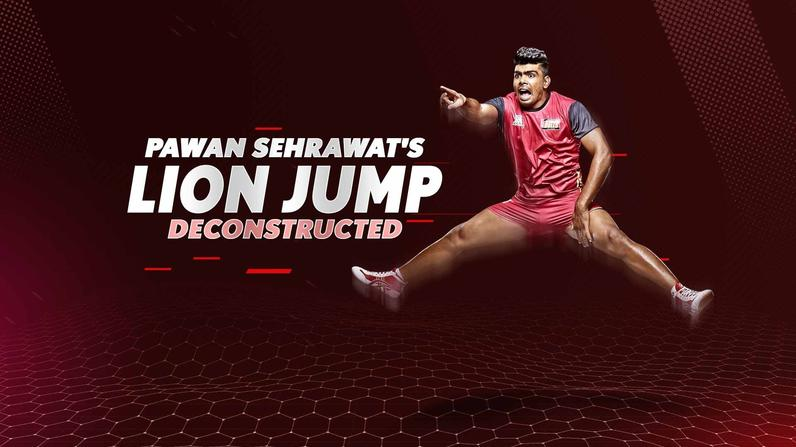 PAWAN SEHRAWAT'S
LION JUMP
DECONSTRUCTED